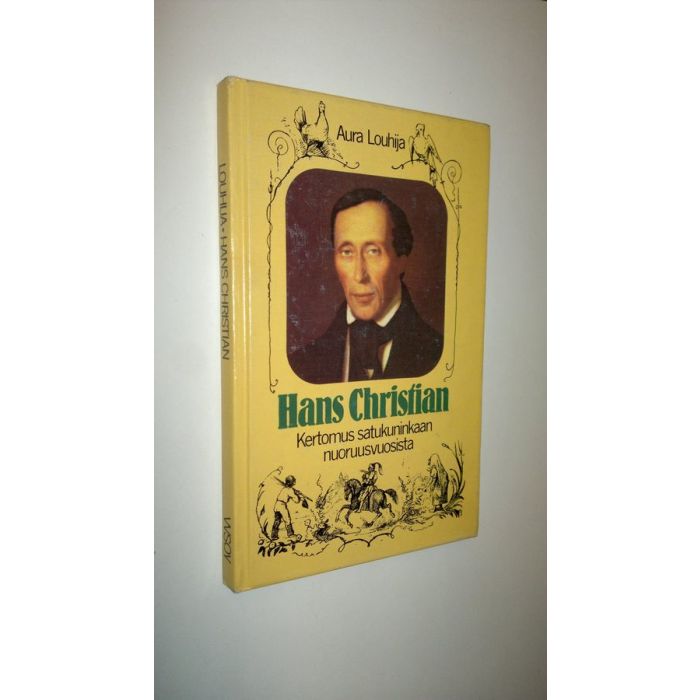 Aura Louhija
Hans Christian
Kertomus satukuninkaan
nuoruusvuosista
LOUHIJA • HANS CHRISTIAN
WSOY